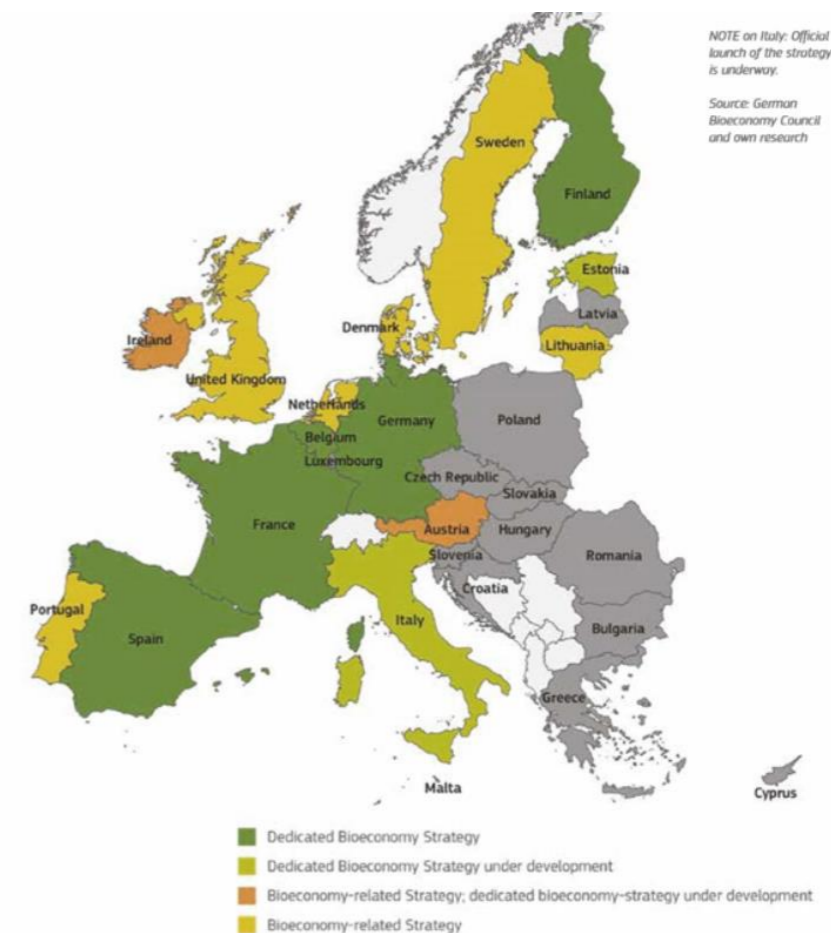 NOTE on Italy: Official
launch of the strategy
is underway.
Source: German
Bioeconomy Council
and own research
Sweden
Finland
Estonia
Latvia
Lithuania
Denmark
Ireland
United Kingdom
Netherlands
Germany
Poland
Belgium
Luxembourg
Czech Republic
Slovakia
France
Austria
Hungary
Slovenia
Romania
Croatia
Portugal
Italy
Bulgaria
Spain
Greece
Malta
Cyprus
Dedicated Bioeconomy Strategy
Dedicated Bioeconomy Strategy under development
Bioeconomy-related Strategy; dedicated bioeconomy-strategy under development
Bioeconomy-related Strategy